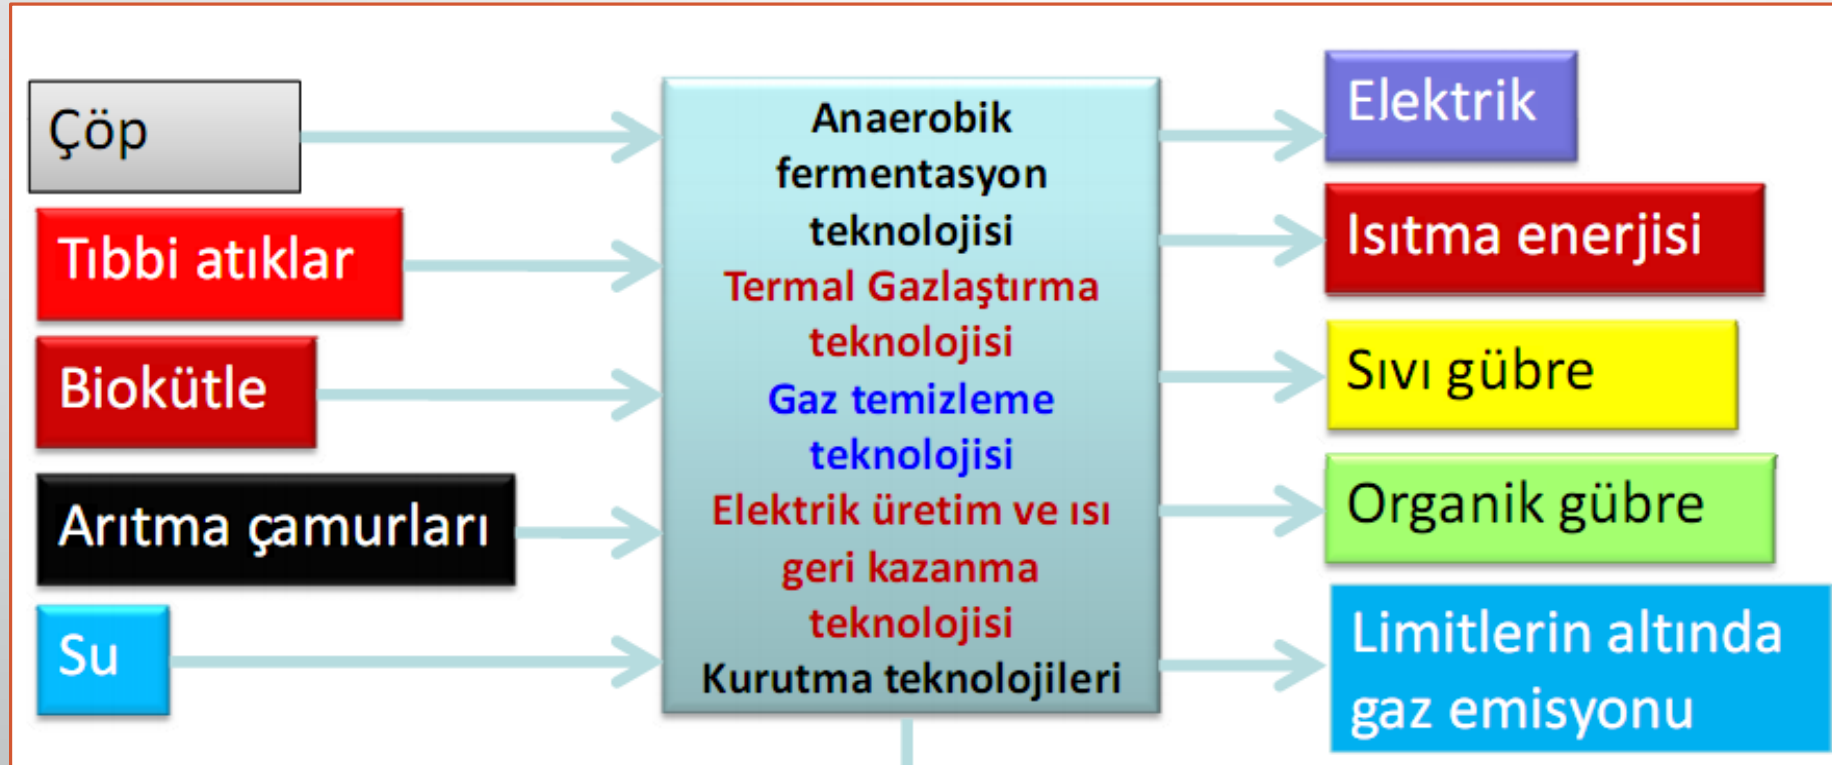 Çöp
Tıbbi atıklar
Biokütle
Arıtma çamurları
Su
Anaerobik
fermentasyon
teknolojisi
Termal Gazlaştırma
teknolojisi
Gaz temizleme
teknolojisi
Elektrik üretim ve ısı
geri kazanma
teknolojisi
Kurutma teknolojileri
Elektrik
Isıtma enerjisi
Sıvı gübre
Organik gübre
Limitlerin altında
gaz emisyonu